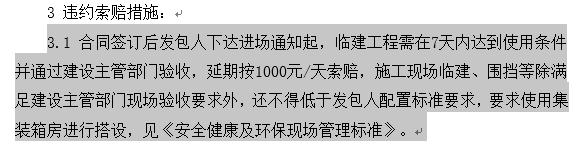 3 违约索赔措施：
3.1 合同签订后发包人下达进场通知起，临建工程需在7天内达到使用条件
并通过建设主管部门验收，延期按1000元/天索赔，施工现场临建、围挡等除满
足建设主管部门现场验收要求外，还不得低于发包人配置标准要求，要求使用集
装箱房进行搭设，见《安全健康及环保现场管理标准》。